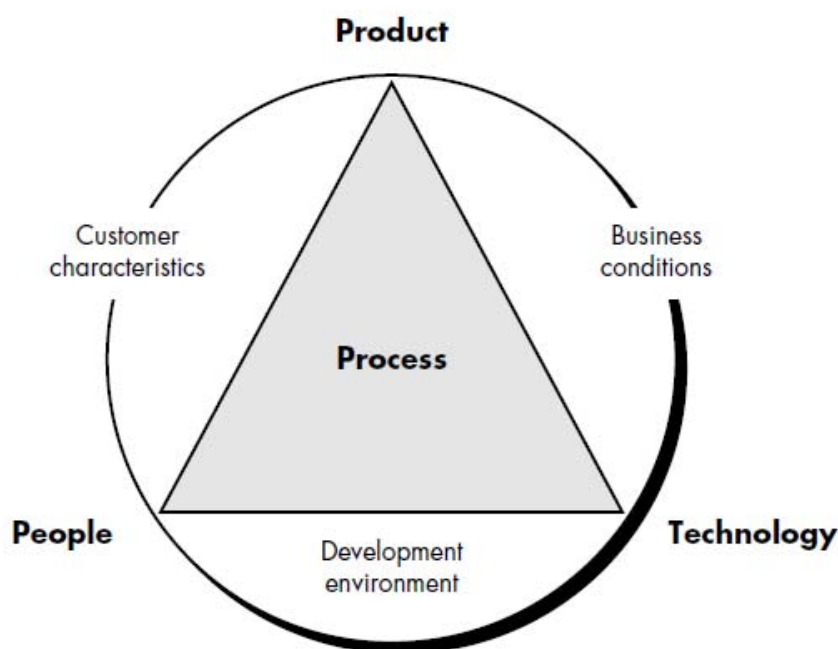 Product
Customer
characteristics
Business
conditions
Process
People
Technology
Development
environment